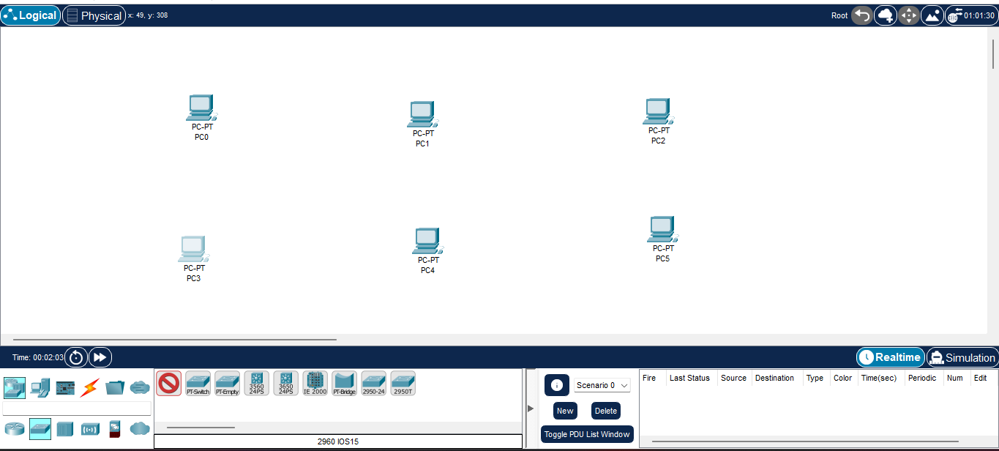 Logical Physical x: 49, y: 308 Root 01:01:30
PC-PT
PC0
PC-PT
PC1
PC-PT
PC2
PC-PT
PC3
PC-PT
PC4
PC-PT
PC5
Time: 00:02:03 Realtime Simulation
PT-Switch PT-Empty 3560 24PS 3650 24PS IE 2000 PT-Bridge 2950-24 2950T
2960 IOS15
Scenario 0
New Delete
Toggle PDU List Window
Fire Last Status Source Destination Type Color Time(sec) Periodic Num Edit